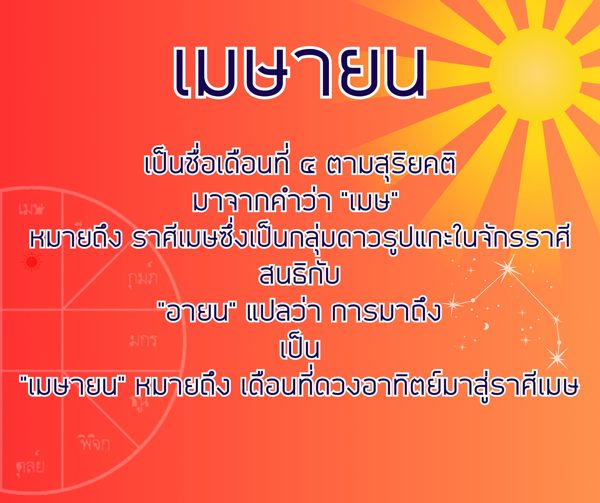 เมษายน
เป็นชื่อเดือนที่ ๔ ตามสุริยคติ
มาจากคำว่า "เมษ"
หมายถึง ราศีเมษซึ่งเป็นกลุ่มดาวรูปแกะในจักรราศี
สนธิกับ
"อายน" แปลว่า การมาถึง
เป็น
"เมษายน" หมายถึง เดือนที่ดวงอาทิตย์มาสู่ราศีเมษ
เมษ
กุมภ์
มกร
พิจิก
ตุลย์